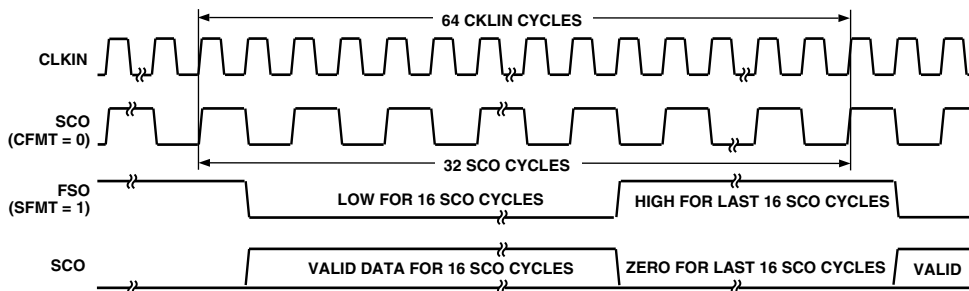 64 CKLIN CYCLES
CLKIN
SCO
(CFMT = 0)
32 SCO CYCLES
FSO
(SFMT = 1)
LOW FOR 16 SCO CYCLES
HIGH FOR LAST 16 SCO CYCLES
SCO
VALID DATA FOR 16 SCO CYCLES
ZERO FOR LAST 16 SCO CYCLES
VALID